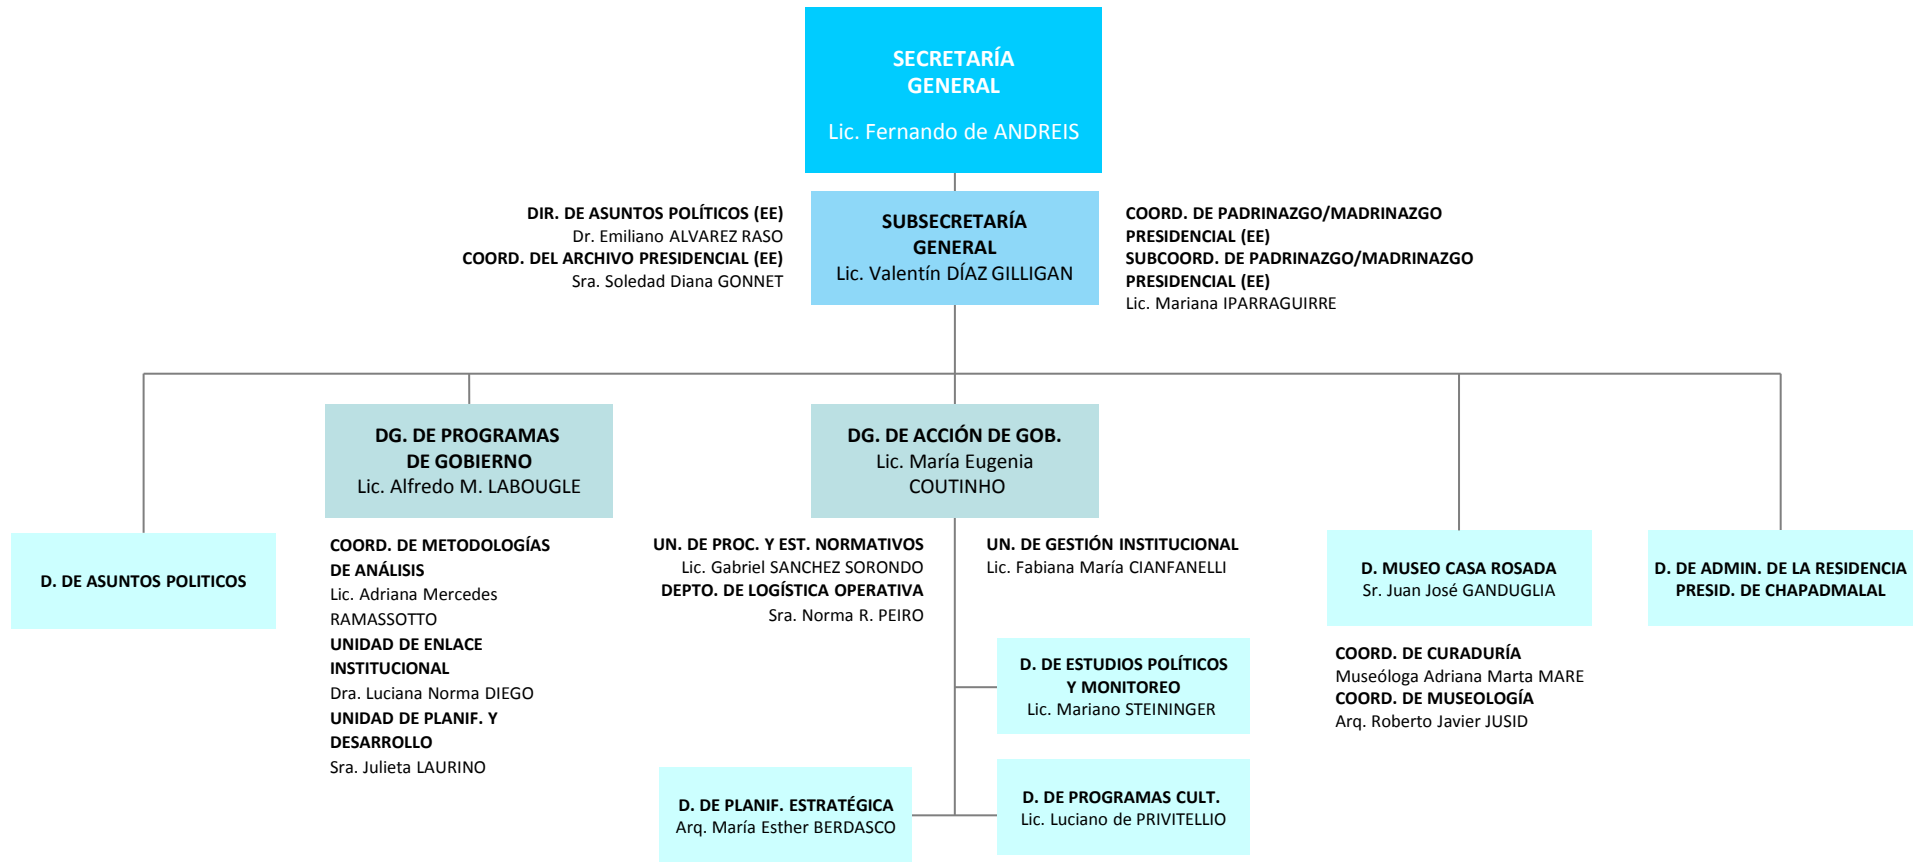 SECRETARÍA
GENERAL
Lic. Fernando de ANDREIS
DIR. DE ASUNTOS POLÍTICOS (EE)
Dr. Emiliano ALVAREZ RASO
COORD. DEL ARCHIVO PRESIDENCIAL (EE)
Sra. Soledad Diana GONNET
SUBSECRETARÍA
GENERAL
Lic. Valentín DÍAZ GILLIGAN
COORD. DE PADRINAZGO/MADRINAZGO
PRESIDENCIAL (EE)
SUBCOORD. DE PADRINAZGO/MADRINAZGO
PRESIDENCIAL (EE)
Lic. Mariana IPARRAGUIRRE
D. DE ASUNTOS POLITICOS
DG. DE PROGRAMAS
DE GOBIERNO
Lic. Alfredo M. LABOUGLE
COORD. DE METODOLOGÍAS
DE ANÁLISIS
Lic. Adriana Mercedes
RAMASSOTTO
UNIDAD DE ENLACE
INSTITUCIONAL
Dra. Luciana Norma DIEGO
UNIDAD DE PLANIF. Y
DESARROLLO
Sra. Julieta LAURINO
DG. DE ACCIÓN DE GOB.
Lic. María Eugenia
COUTINHO
UN. DE PROC. Y EST. NORMATIVOS
Lic. Gabriel SANCHEZ SORONDO
DEPTO. DE LOGÍSTICA OPERATIVA
Sra. Norma R. PEIRO
UN. DE GESTIÓN INSTITUCIONAL
Lic. Fabiana María CIANFANELLI
D. DE ESTUDIOS POLÍTICOS
Y MONITOREO
Lic. Mariano STEININGER
D. DE PLANIF. ESTRATÉGICA
Arq. María Esther BERDASCO
D. DE PROGRAMAS CULT.
Lic. Luciano de PRIVITELLIO
D. MUSEO CASA ROSADA
Sr. Juan José GANDUGLIA
COORD. DE CURADURÍA
Museóloga Adriana Marta MARE
COORD. DE MUSEOLOGÍA
Arq. Roberto Javier JUSID
D. DE ADMIN. DE LA RESIDENCIA
PRESID. DE CHAPADMALAL